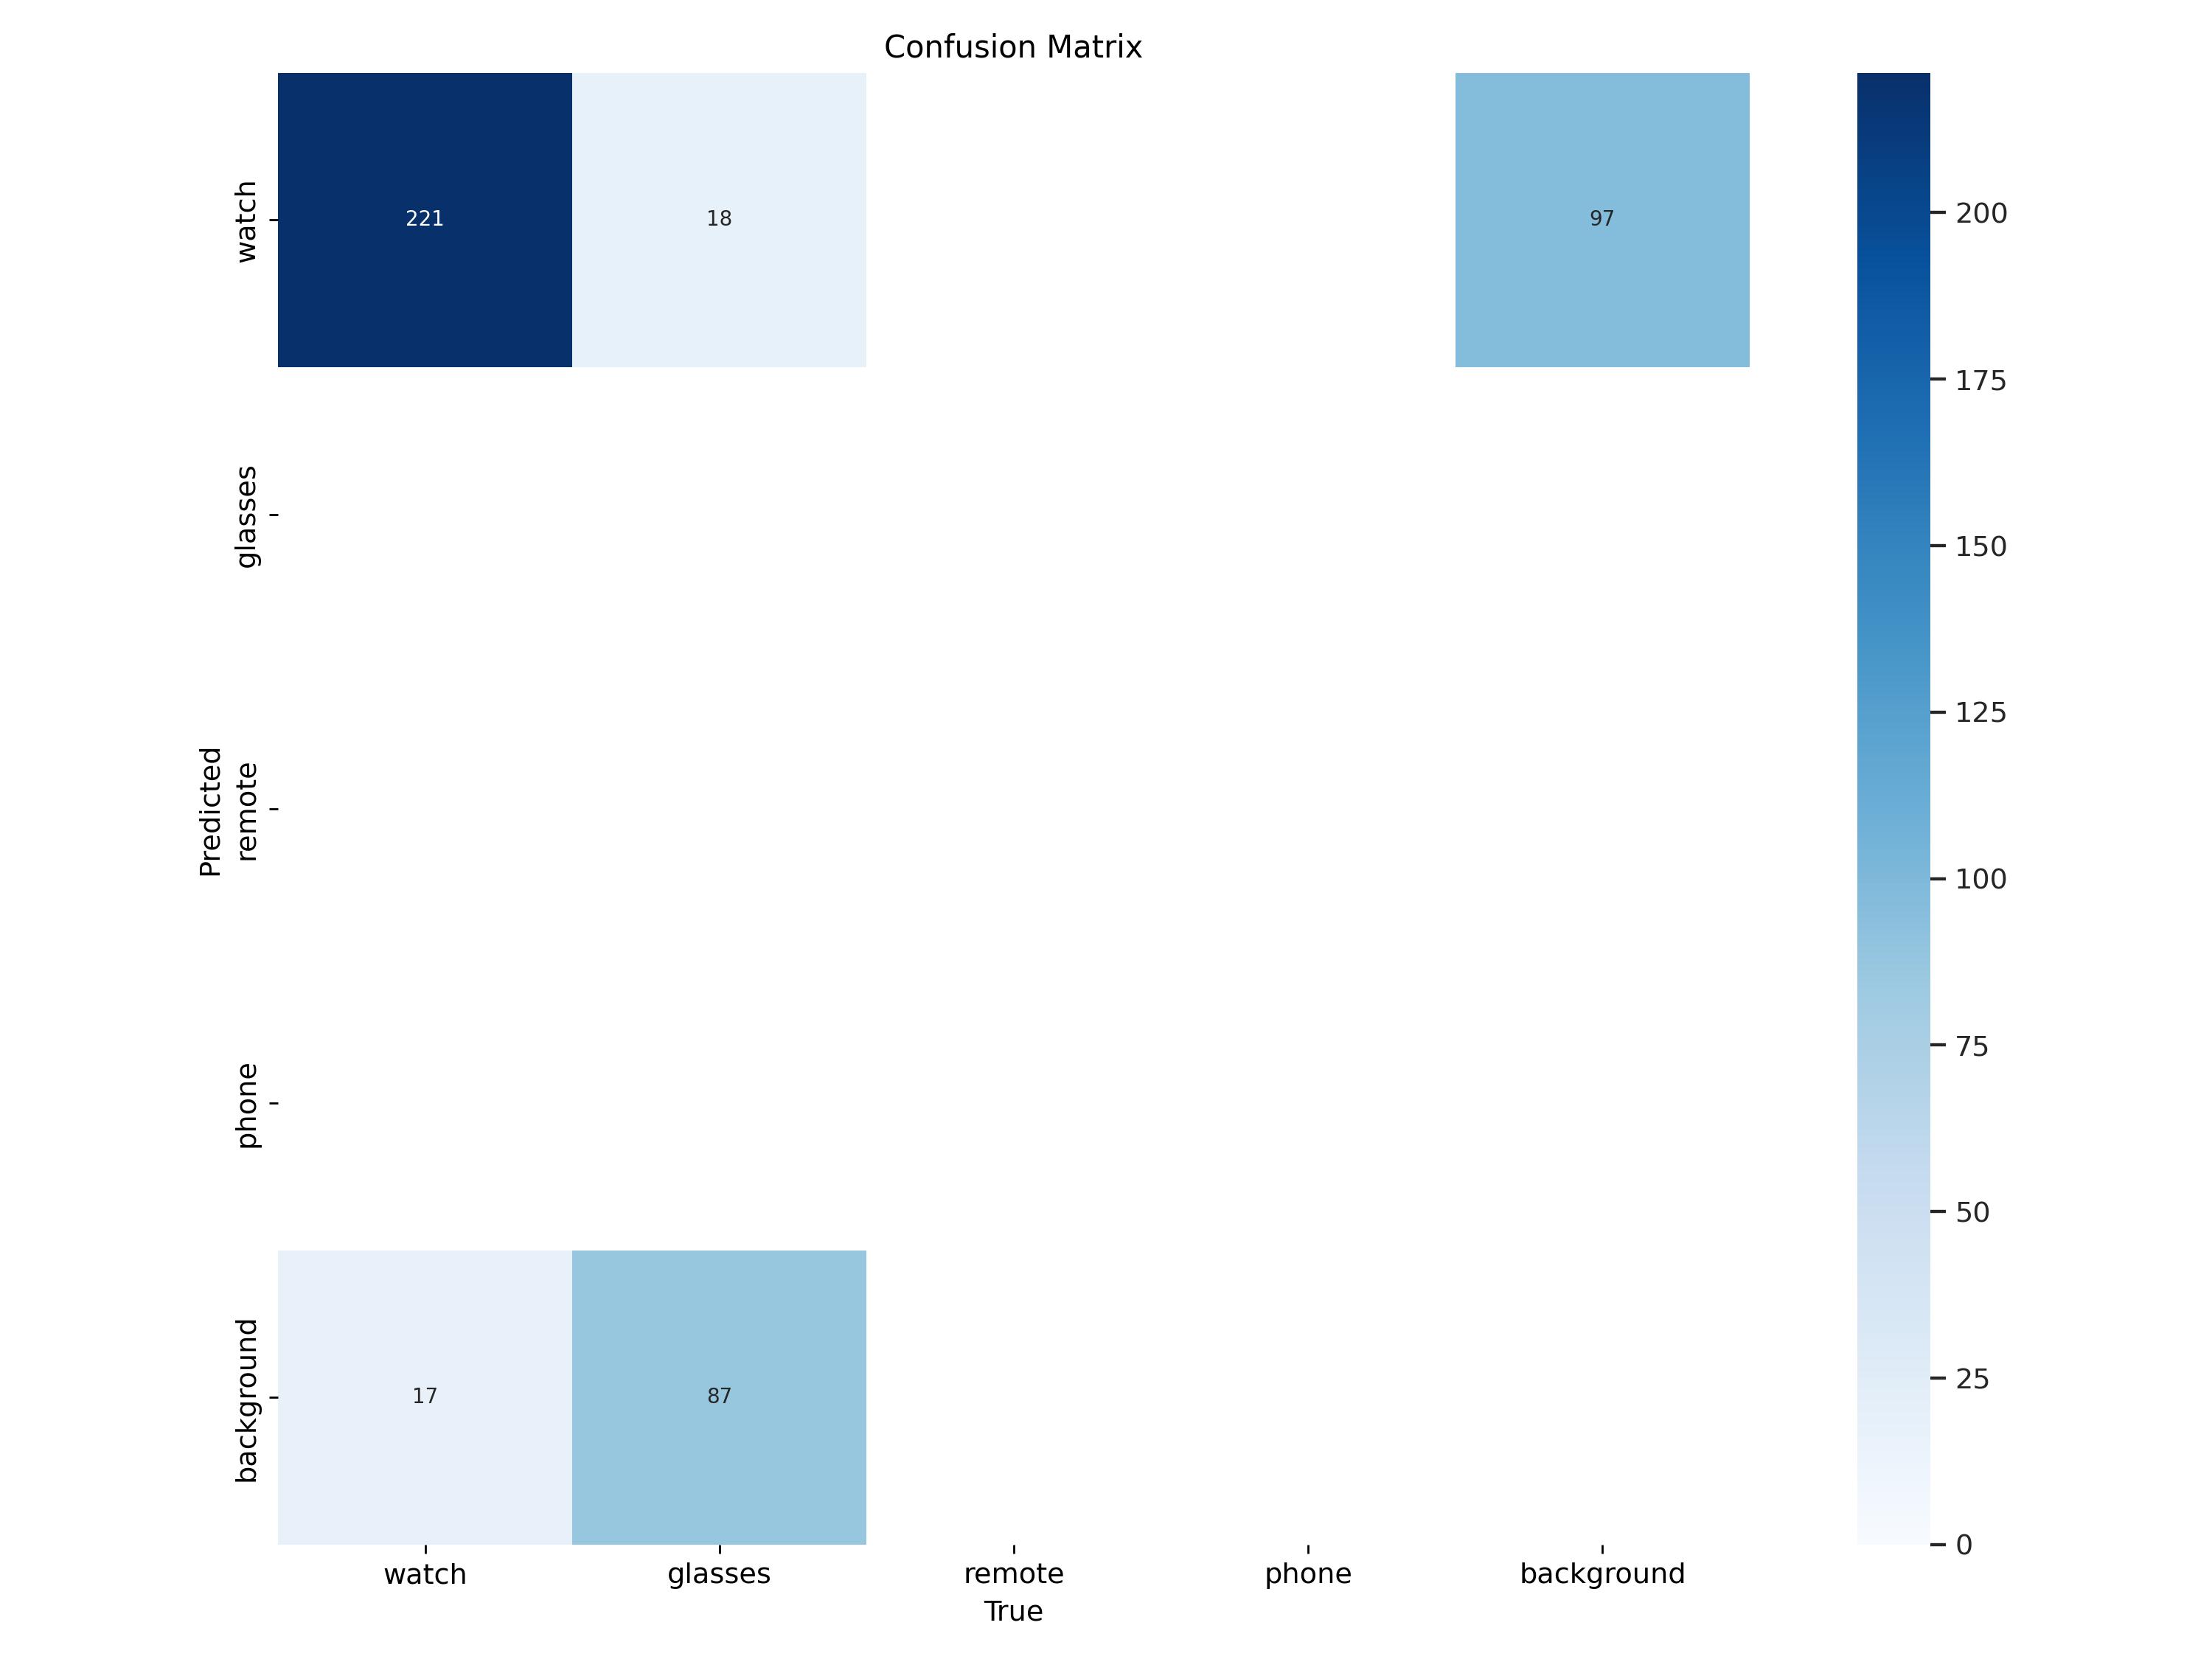 Confusion Matrix
watch
221
18
97
200
175
glasses
150
125
Predicted
remote
100
75
phone
50
25
background
17
87
0
watch
glasses
remote
phone
background
True